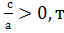 с/а > 0, т